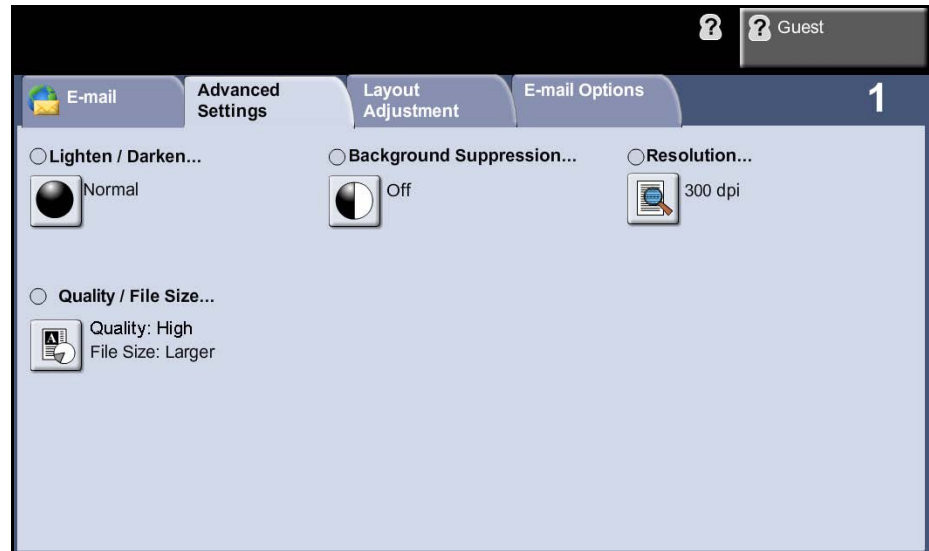 Guest
E-mail
Advanced
Settings
Layout
Adjustment
E-mail Options
1
Lighten / Darken...
Normal
Background Suppression...
Off
Resolution...
300 dpi
Quality / File Size...
Quality: High
File Size: Larger